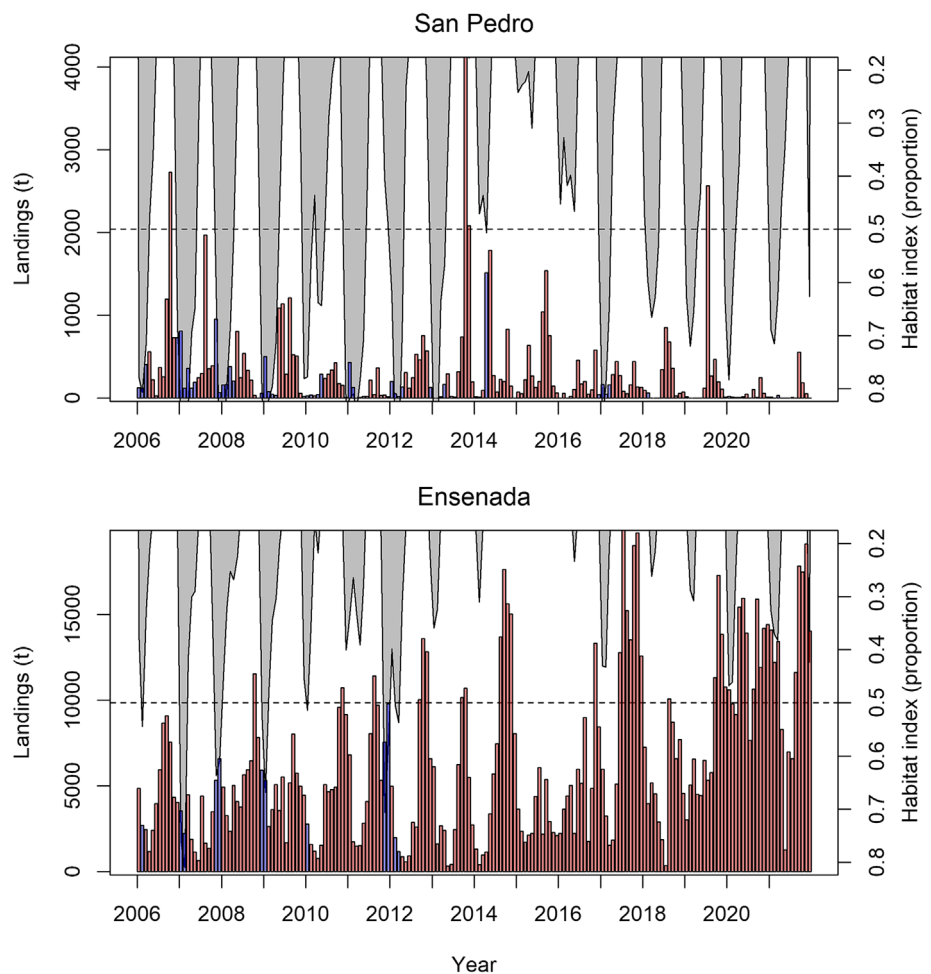 San Pedro
Landings (t)
0
1000
2000
3000
4000
Habitat index (proportion)
0.2
0.3
0.4
0.5
0.6
0.7
0.8
2006 2008 2010 2012 2014 2016 2018 2020
Ensenada
Landings (t)
0
5000
10000
15000
Habitat index (proportion)
0.2
0.3
0.4
0.5
0.6
0.7
0.8
2006 2008 2010 2012 2014 2016 2018 2020
Year